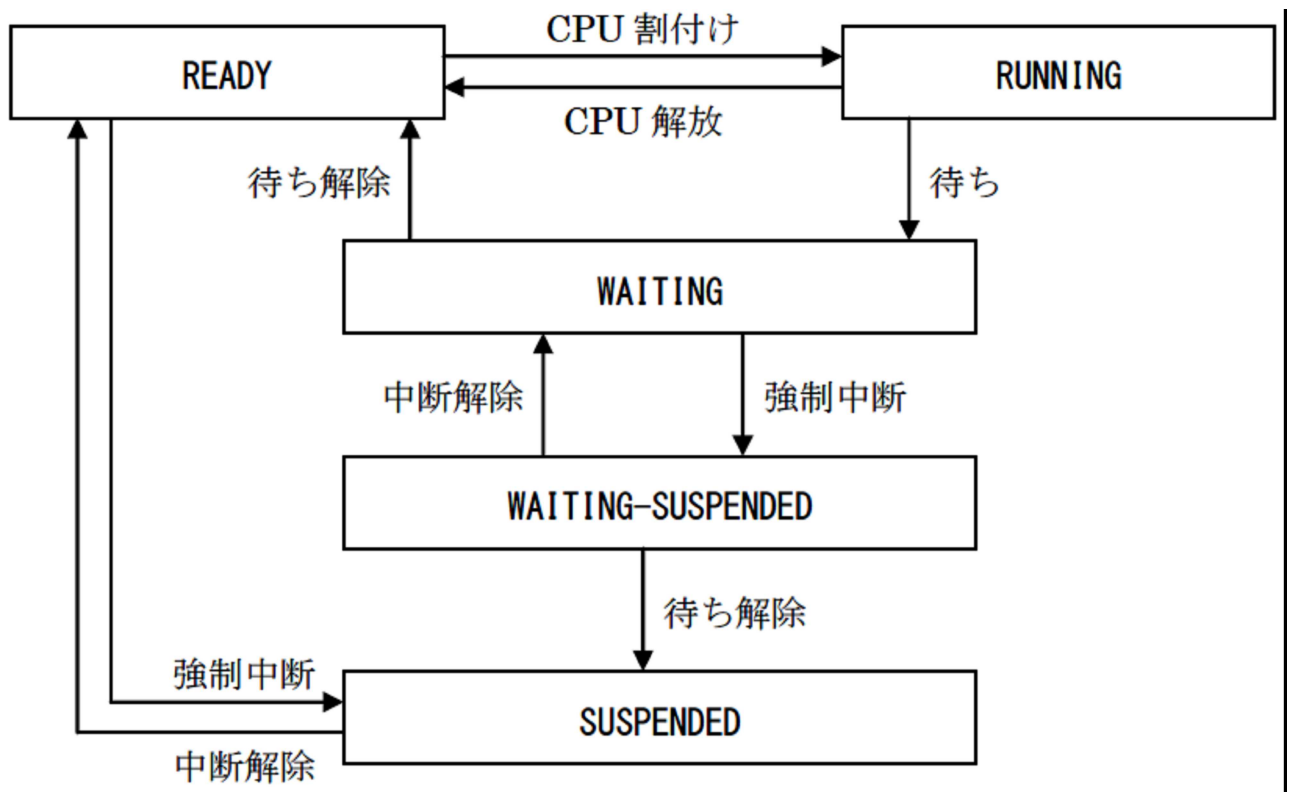 CPU 割付け
READY
RUNNING
CPU 解放
待ち解除
待ち
WAITING
中断解除
強制中断
WAITING-SUSPENDED
待ち解除
強制中断
SUSPENDED
中断解除